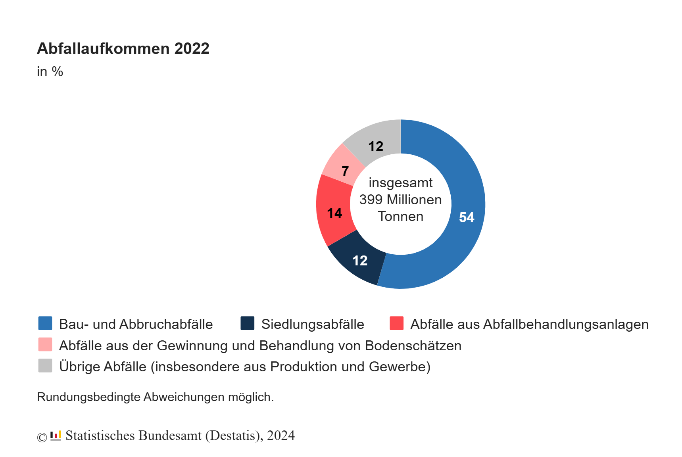 Abfallaufkommen 2022
in %
12
7
insgesamt
399 Millionen
Tonnen
14
54
12
Bau- und Abbruchabfälle Siedlungsabfälle Abfälle aus Abfallbehandlungsanlagen
Abfälle aus der Gewinnung und Behandlung von Bodenschätzen
Übrige Abfälle (insbesondere aus Produktion und Gewerbe)
Rundungsbedingte Abweichungen möglich.
© Statistisches Bundesamt (Destatis), 2024